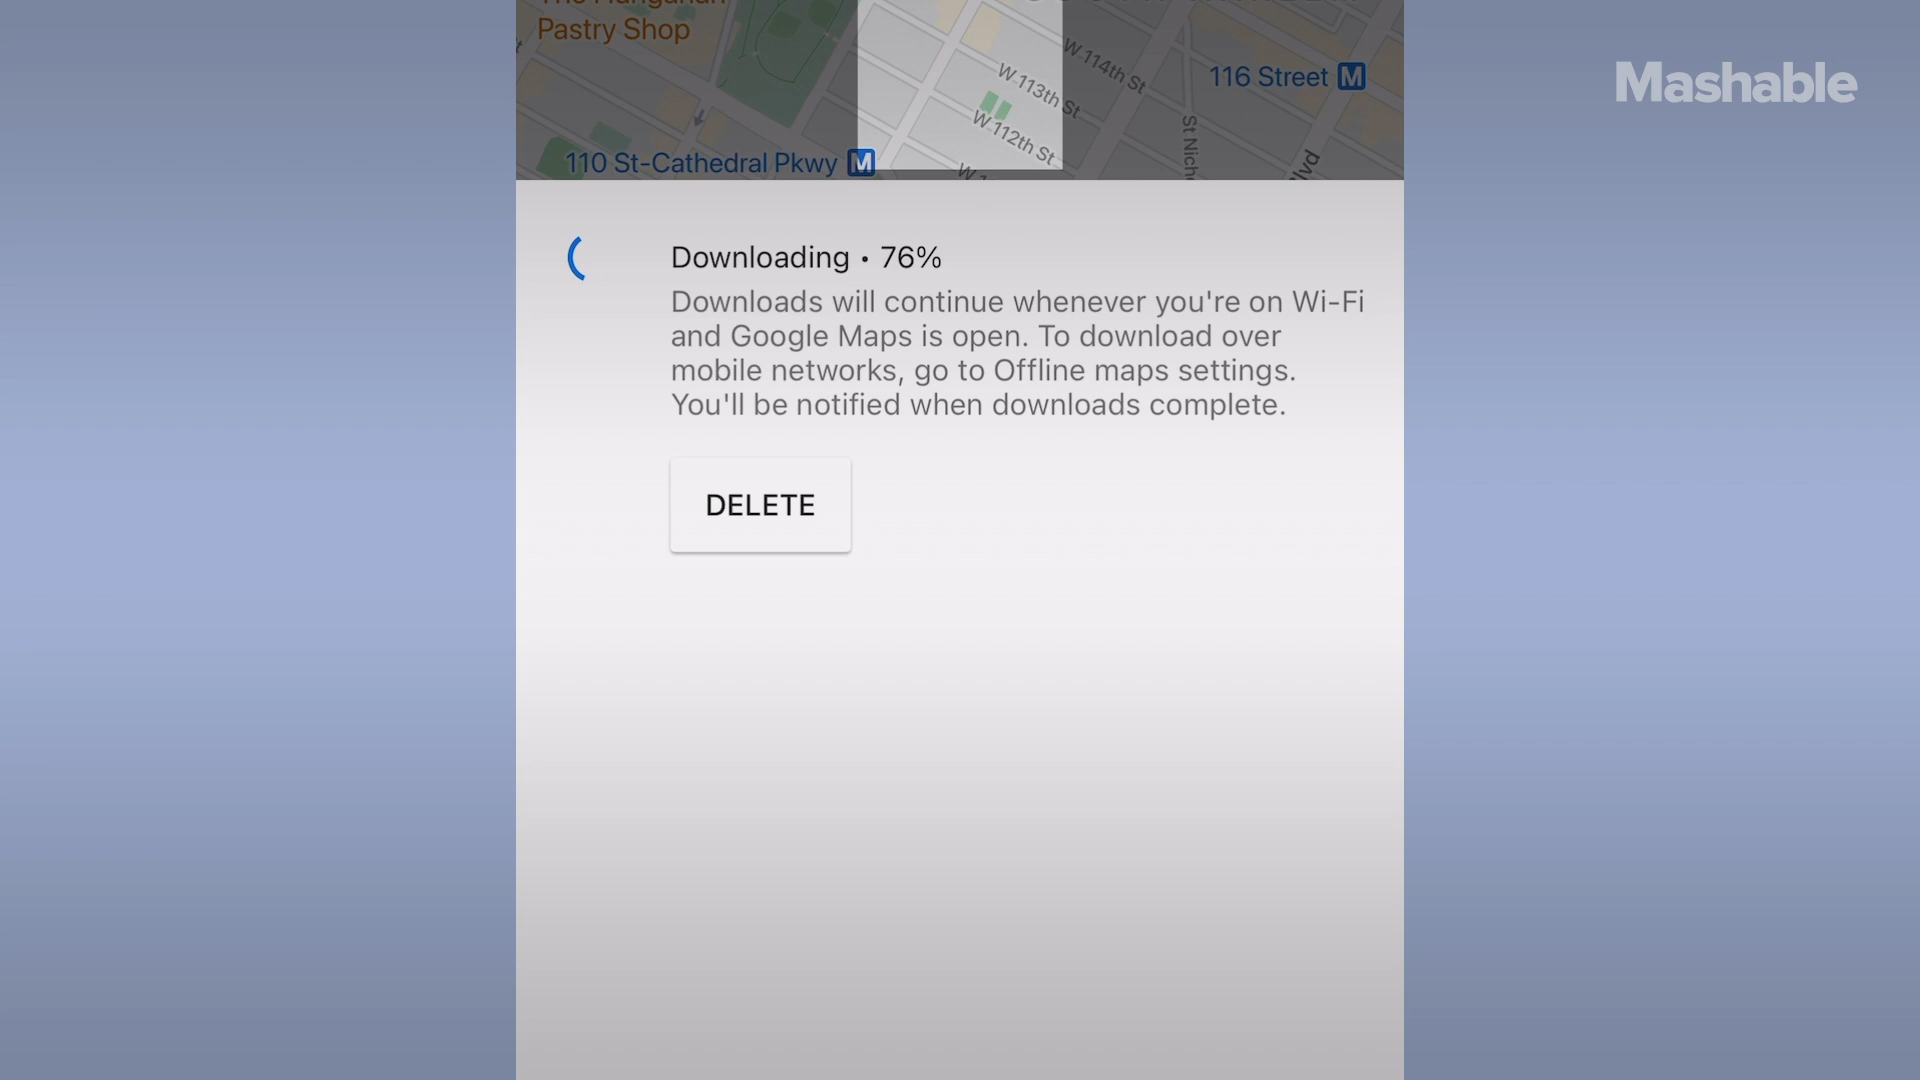 Pastry Shop
W 114th St
116 Street M
Mashable
W 113th St
W 112th St
110 St-Cathedral Pkwy M
Downloading • 76%
Downloads will continue whenever you're on Wi-Fi
and Google Maps is open. To download over
mobile networks, go to Offline maps settings.
You'll be notified when downloads complete.
DELETE